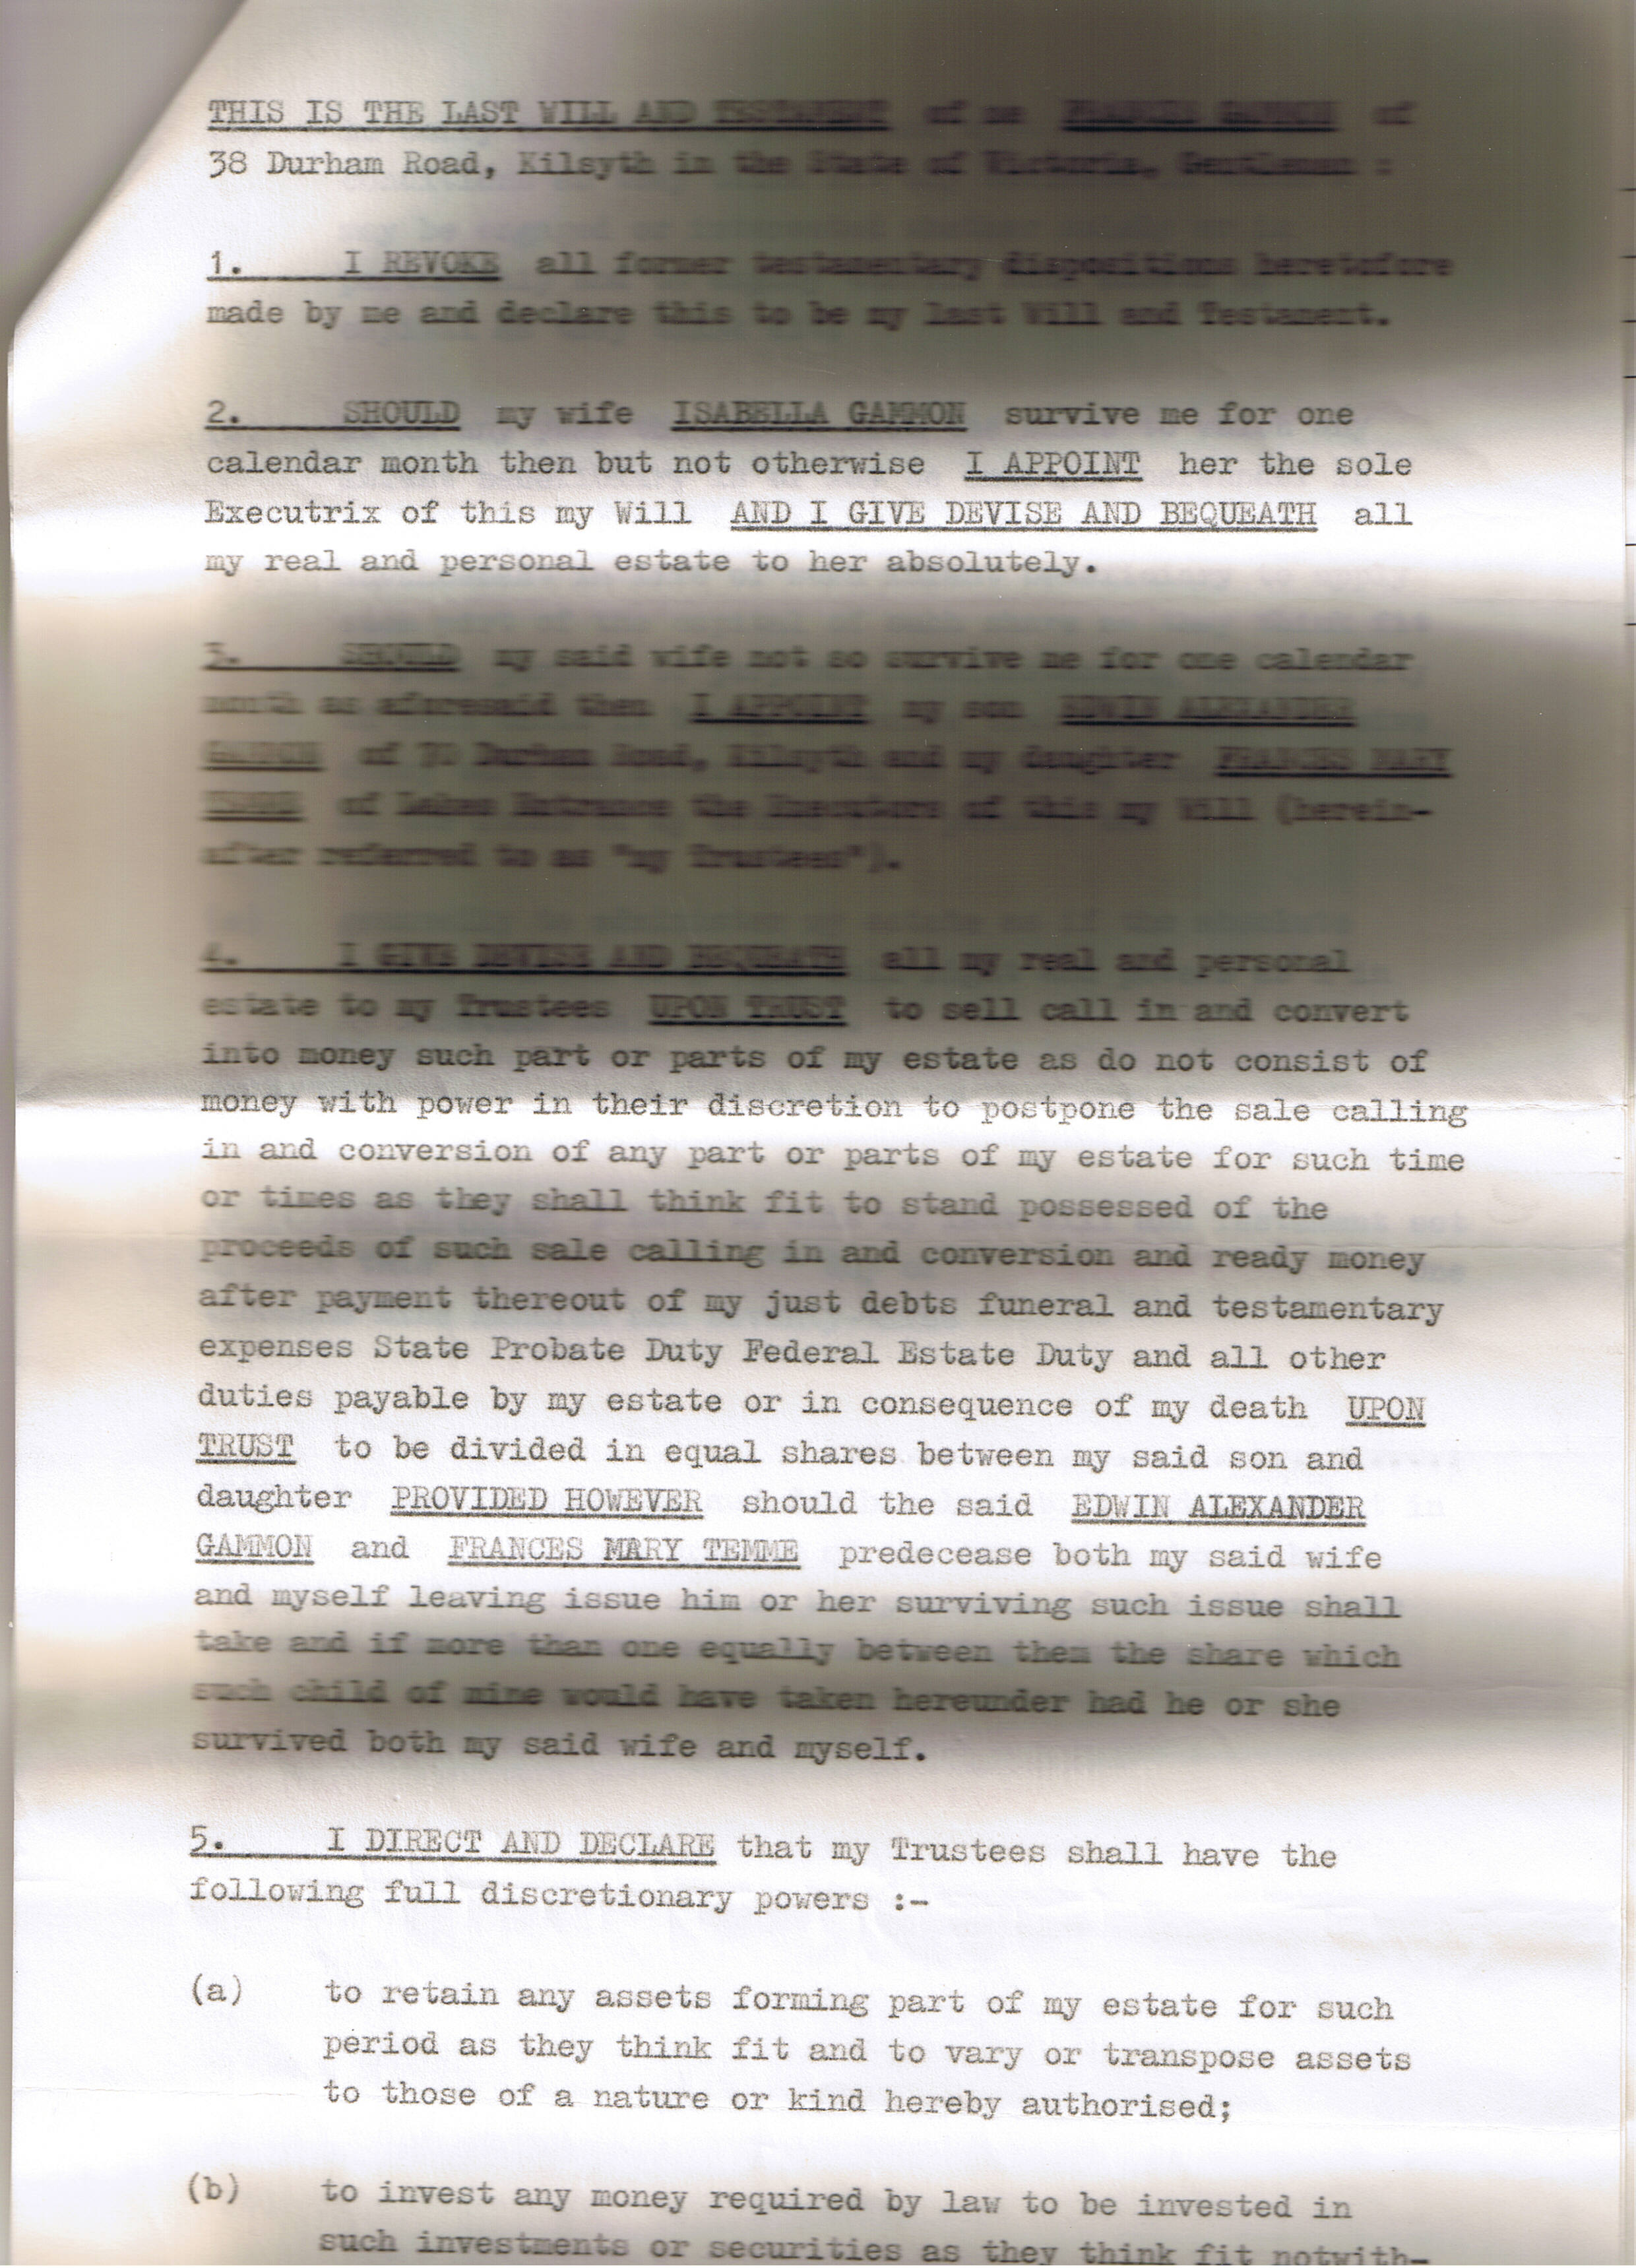 THIS IS THE LAST WILL AND TESTAMENT of me FRANCIS GAMMON of
38 Durham Road, Kilsyth in the State of Victoria, Gentleman :
1. I REVOKE all former testamentary dispositions heretofore
made by me and declare this to be my last Will and Testament.
2. SHOULD my wife ISABELLA GAMMON survive me for one
calendar month then but not otherwise I APPOINT her the sole
Executrix of this my Will AND I GIVE DEVISE AND BEQUEATH all
my real and personal estate to her absolutely.
3. SHOULD my said wife not so survive me for one calendar
month as aforesaid then I APPOINT my son EDWIN ALEXANDER
GAMMON of Durham Road, Kilsyth and my daughter FRANCES MARY
TEMME of Lakes Entrance the Executors of this my Will (herein-
after referred to as "my Trustees").
4. I GIVE DEVISE AND BEQUEATH all my real and personal
estate to my Trustees UPON TRUST to sell call in and convert
into money such part or parts of my estate as do not consist of
money with power in their discretion to postpone the sale calling
in and conversion of any part or parts of my estate for such time
or times as they shall think fit to stand possessed of the
proceeds of such sale calling in and conversion and ready money
after payment thereout of my just debts funeral and testamentary
expenses State Probate Duty Federal Estate Duty and all other
duties payable by my estate or in consequence of my death UPON
TRUST to be divided in equal shares between my said son and
daughter PROVIDED HOWEVER should the said EDWIN ALEXANDER
GAMMON and FRANCES MARY TEMME predecease both my said wife
and myself leaving issue him or her surviving such issue shall
take and if more than one equally between them the share which
such child of mine would have taken hereunder had he or she
survived both my said wife and myself.
5. I DIRECT AND DECLARE that my Trustees shall have the
following full discretionary powers :-
(a) to retain any assets forming part of my estate for such
period as they think fit and to vary or transpose assets
to those of a nature or kind hereby authorised;
(b) to invest any money required by law to be invested in
such investments or securities as they think fit notwith-